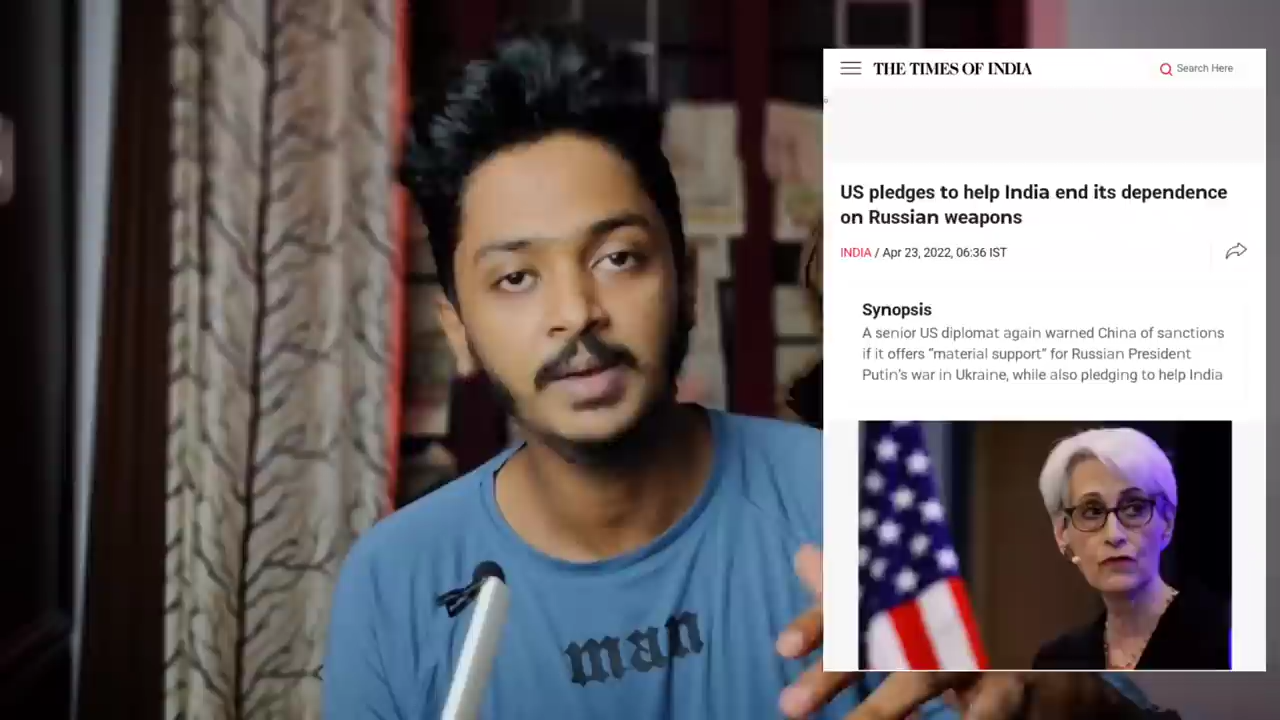 THE TIMES OF INDIA
Search Here
US pledges to help India end its dependence
on Russian weapons
INDIA / Apr 23, 2022, 06:36 IST
Synopsis
A senior US diplomat again warned China of sanctions
if it offers “material support” for Russian President
Putin's war in Ukraine, while also pledging to help India
man